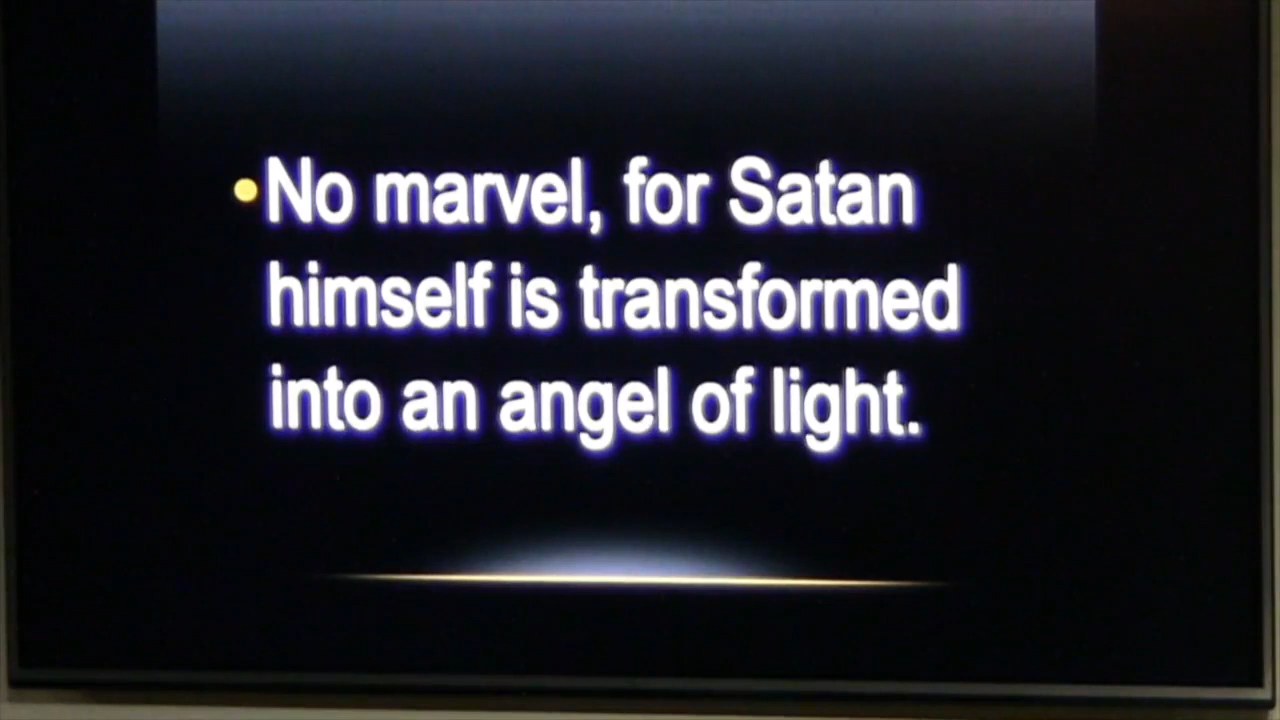 • No marvel, for Satan
himself is transformed
into an angel of light.